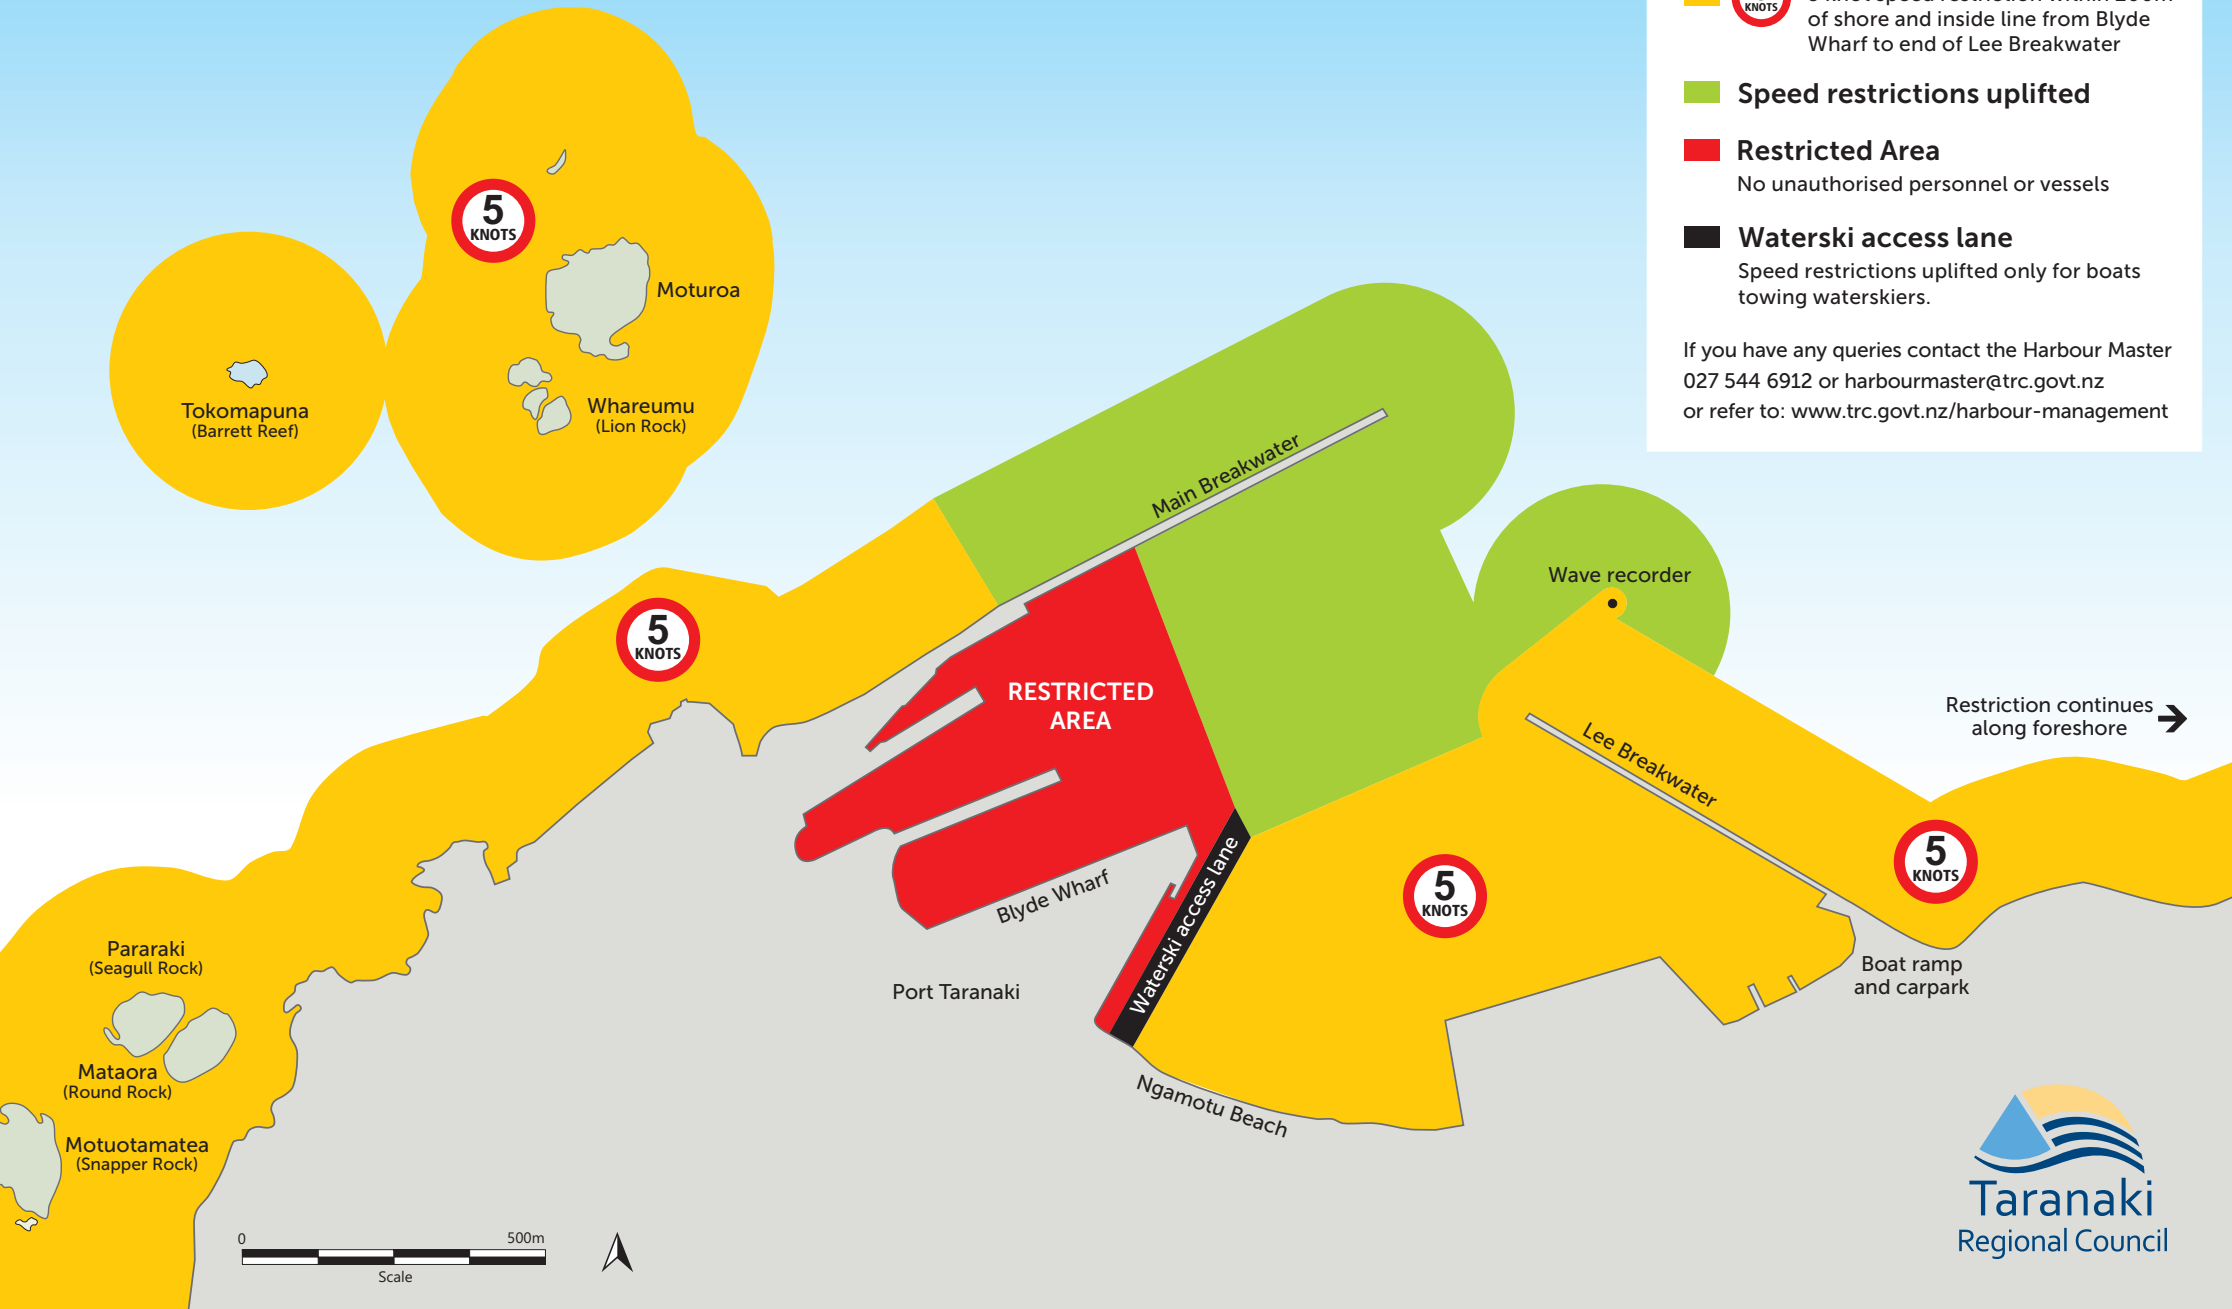 KNOTS
of shore and inside line from Blyde
Wharf to end of Lee Breakwater
Speed restrictions uplifted
Restricted Area
No unauthorised personnel or vessels
Waterski access lane
Speed restrictions uplifted only for boats
towing waterskiers.
If you have any queries contact the Harbour Master
027 544 6912 or harbourmaster@trc.govt.nz
or refer to: www.trc.govt.nz/harbour-management
5
KNOTS
Moturoa
Tokomapuna
(Barrett Reef)
Whareumu
(Lion Rock)
Main Breakwater
Wave recorder
5
KNOTS
RESTRICTED
AREA
Restriction continues
along foreshore
Lee Breakwater
5
KNOTS
Waterski access lane
Blyde Wharf
5
KNOTS
Pararaki
(Seagull Rock)
Boat ramp
and carpark
Port Taranaki
Mataora
(Round Rock)
Ngamotu Beach
Motuotamatea
(Snapper Rock)
0
500m
Scale
Taranaki
Regional Council